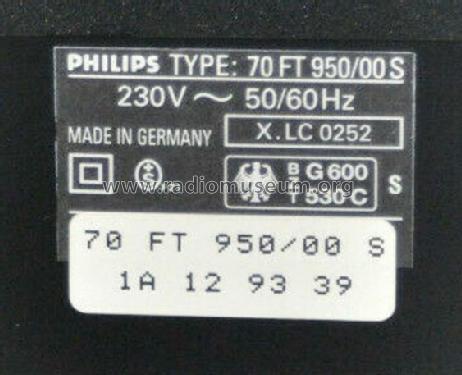 PHILIPS TYPE: 70 FT 950/00 S
230V ~ 50/60Hz
MADE IN GERMANY X.LC 0252
BZT G 600 S
530 C
www.radiomuseum.org
70 FT 950/00 S
1A 12 93 39